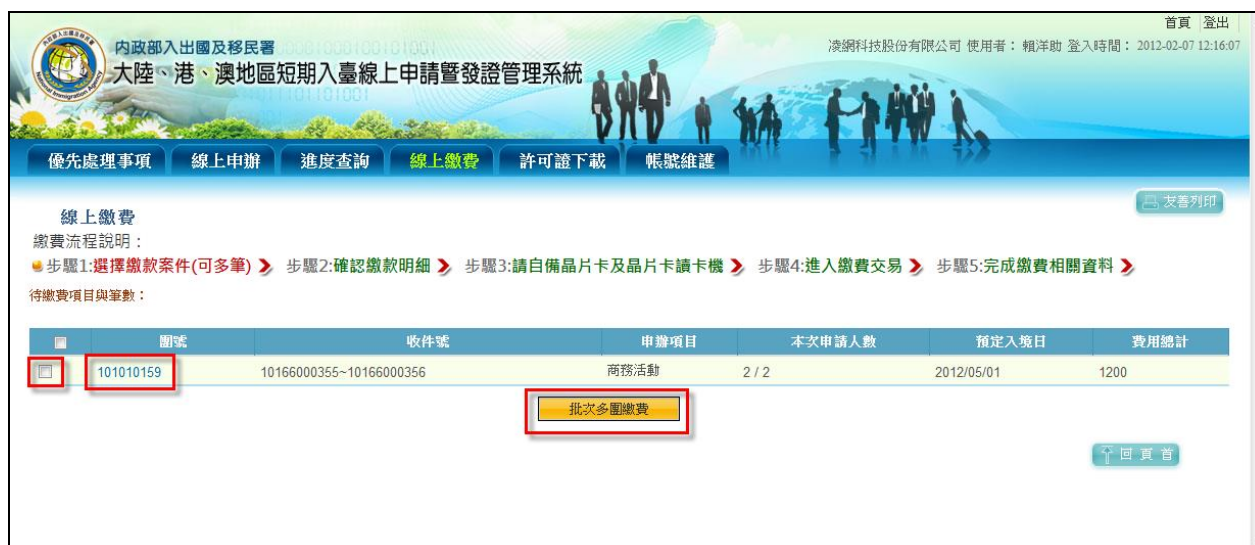 首頁 登出
內政部入出國及移民署
凌網科技股份有限公司 使用者： 賴洋助 登入時間： 2012-02-07 12:16:07
大陸、港、澳地區短期入臺線上申請暨發證管理系統
優先處理事項 線上申辦 進度查詢 線上繳費 許可證下載 帳號維護
友善列印
線上繳費
繳費流程說明：
步驟1:選擇繳款案件(可多筆) 步驟2:確認繳款明細 步驟3:請自備晶片卡及晶片卡讀卡機 步驟4:進入繳費交易 步驟5:完成繳費相關資料
待繳費項目與筆數：
團號 收件號 申辦項目 本次申請人數 預定入境日 費用總計
101010159 10166000355~10166000356 商務活動 2 / 2 2012/05/01 1200
批次多團繳費
回頁首